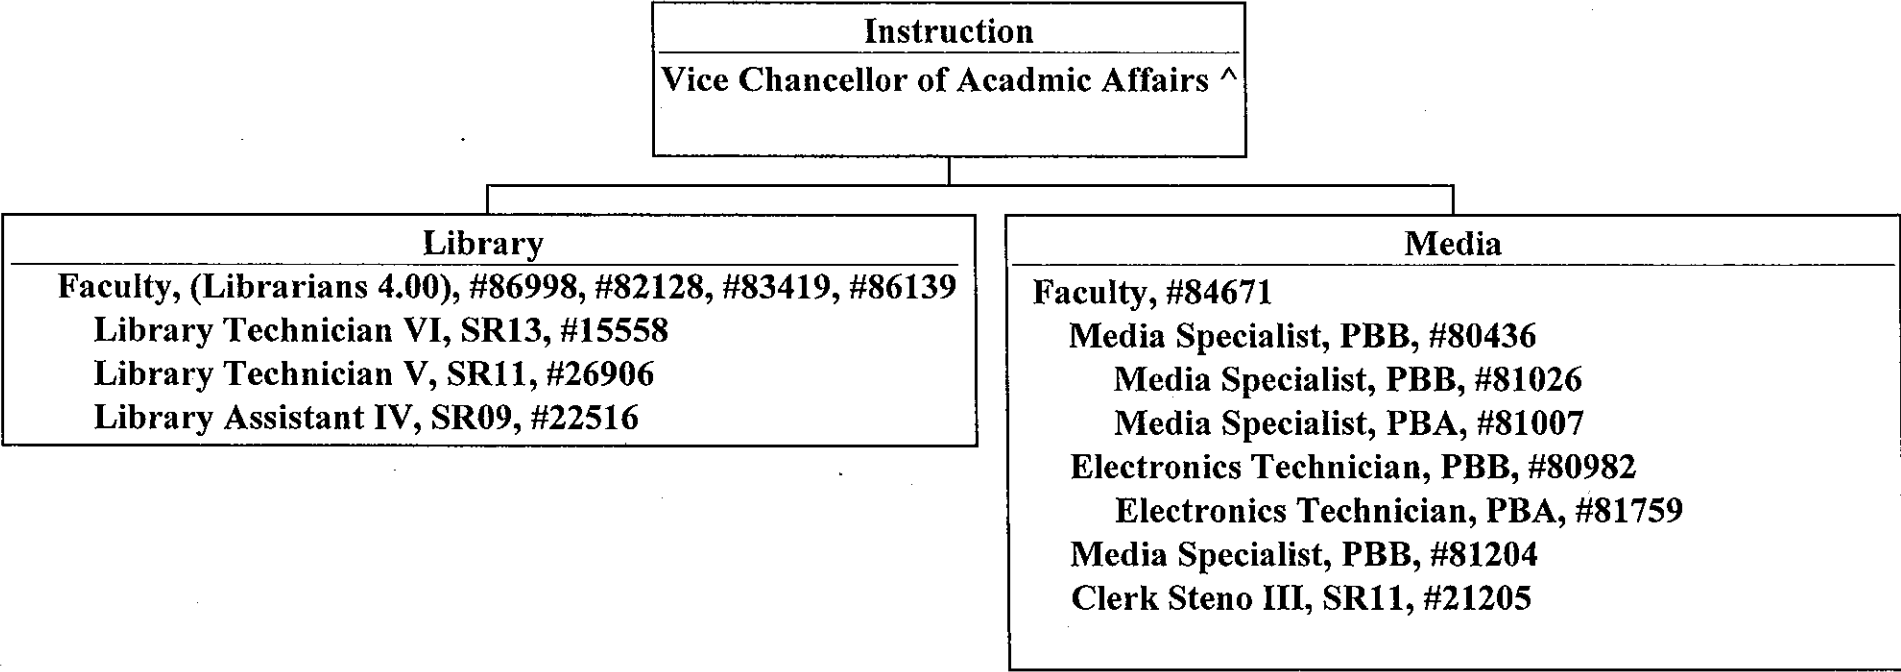 Instruction
Vice Chancellor of Acadmic Affairs ^
Library
Faculty, (Librarians 4.00), #86998, #82128, #83419, #86139
Library Technician VI, SR13, #15558
Library Technician V, SR11, #26906
Library Assistant IV, SR09, #22516
Media
Faculty, #84671
Media Specialist, PBB, #80436
Media Specialist, PBB, #81026
Media Specialist, PBA, #81007
Electronics Technician, PBB, #80982
Electronics Technician, PBA, #81759
Media Specialist, PBB, #81204
Clerk Steno III, SR11, #21205